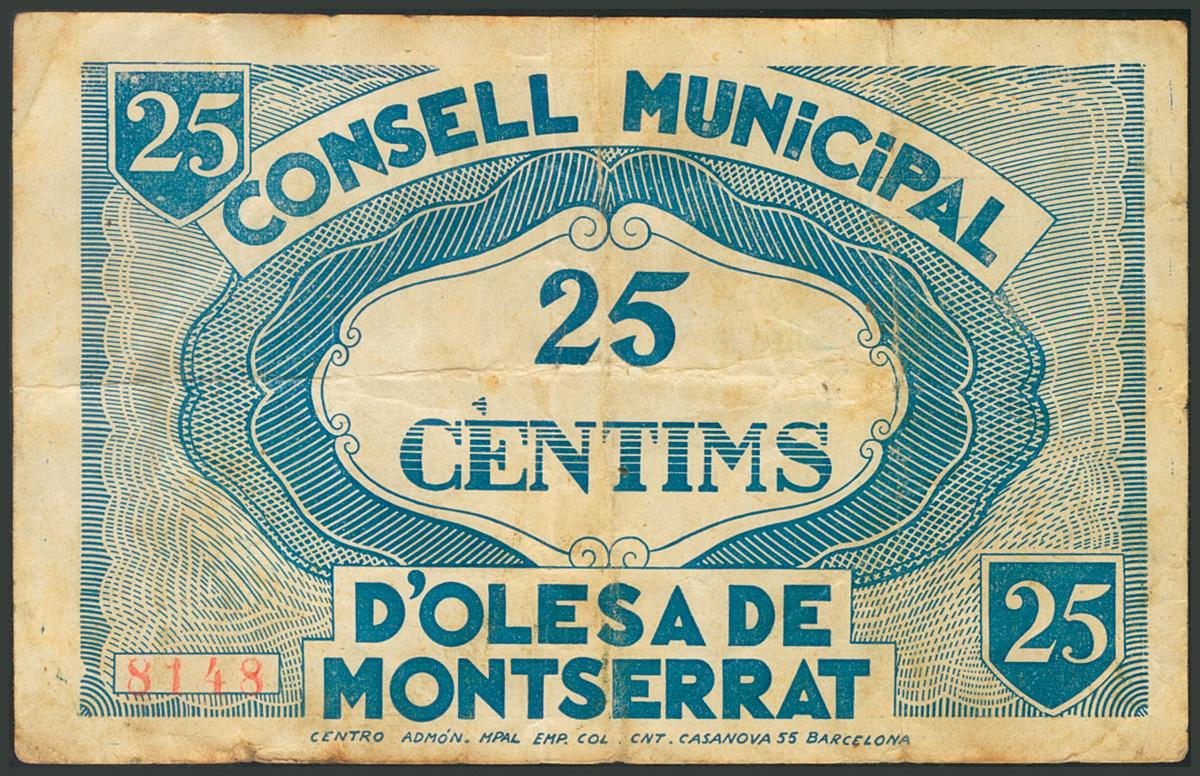 25
CONSELL MUNiCiPAL
25
CÈNTIMS
D'OLESA DE
MONTSERRAT
25
8148
CENTRO ADMÓN. MPAL EMP. COL. CNT. CASANOVA 55 BARCELONA